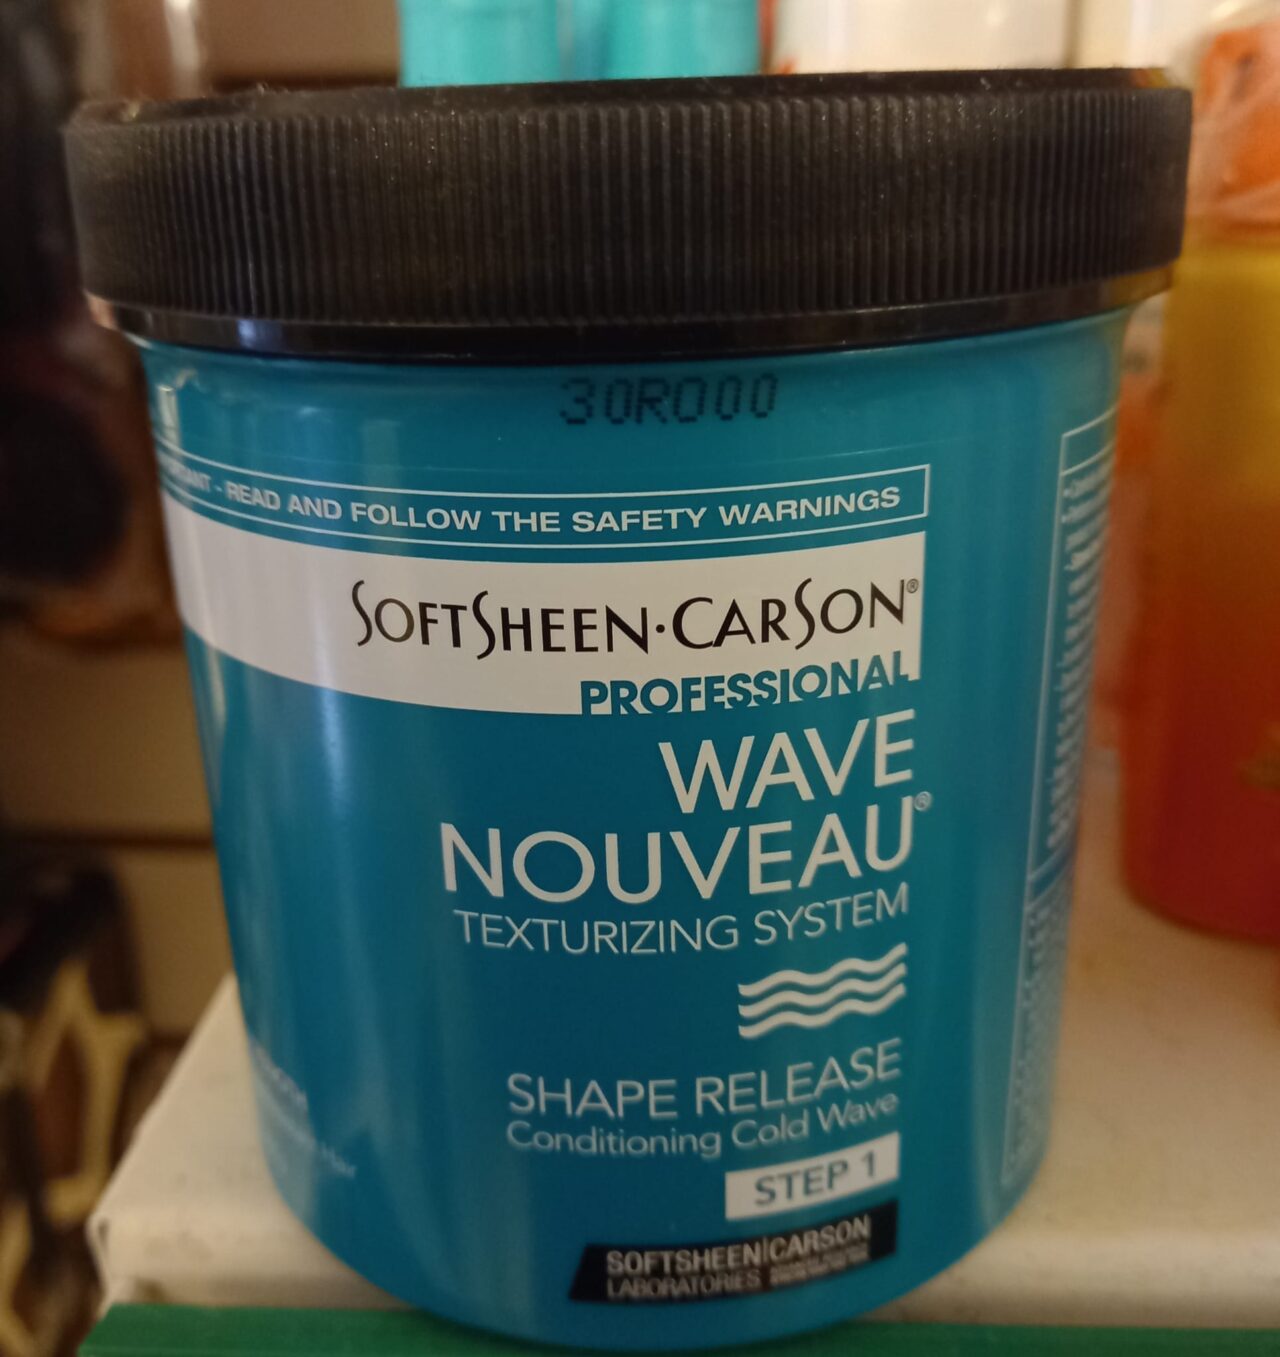 30R000
- READ AND FOLLOW THE SAFETY WARNINGS
SOFTSHEEN·CARSON®
PROFESSIONAL
WAVE
NOUVEAU®
TEXTURIZING SYSTEM
SHAPE RELEASE
Conditioning Cold Wave
STEP 1
SOFTSHEEN|CARSON
LABORATORIES